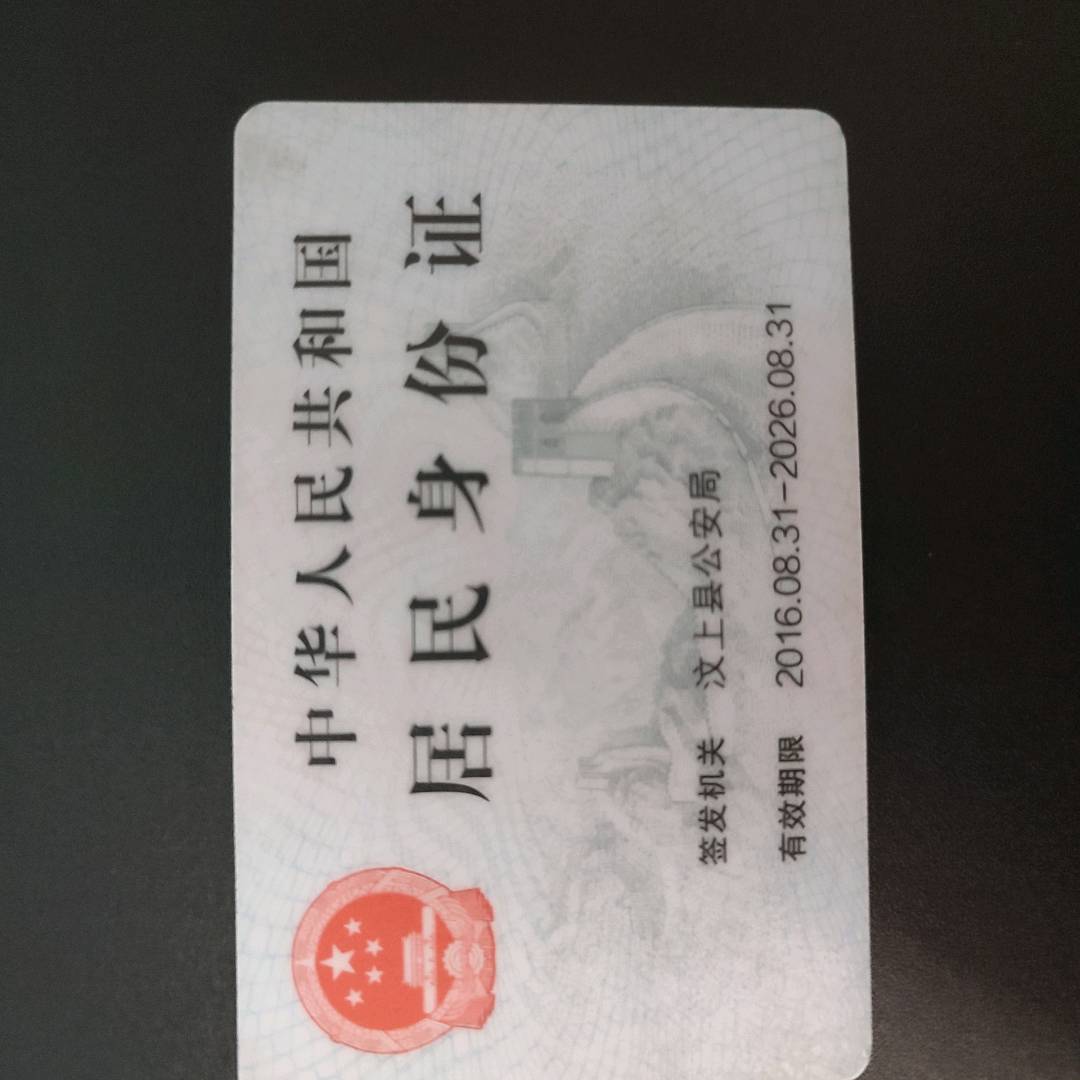 中华人民共和国
居民身份证
签发机关 汶上县公安局
有效期限 2016.08.31-2026.08.31